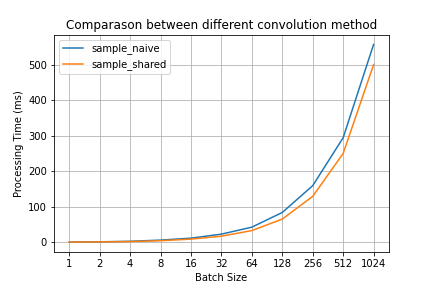 Comparason between different convolution method
sample_naive
sample_shared
Processing Time (ms)
500
400
300
200
100
0
1 2 4 8 16 32 64 128 256 512 1024
Batch Size